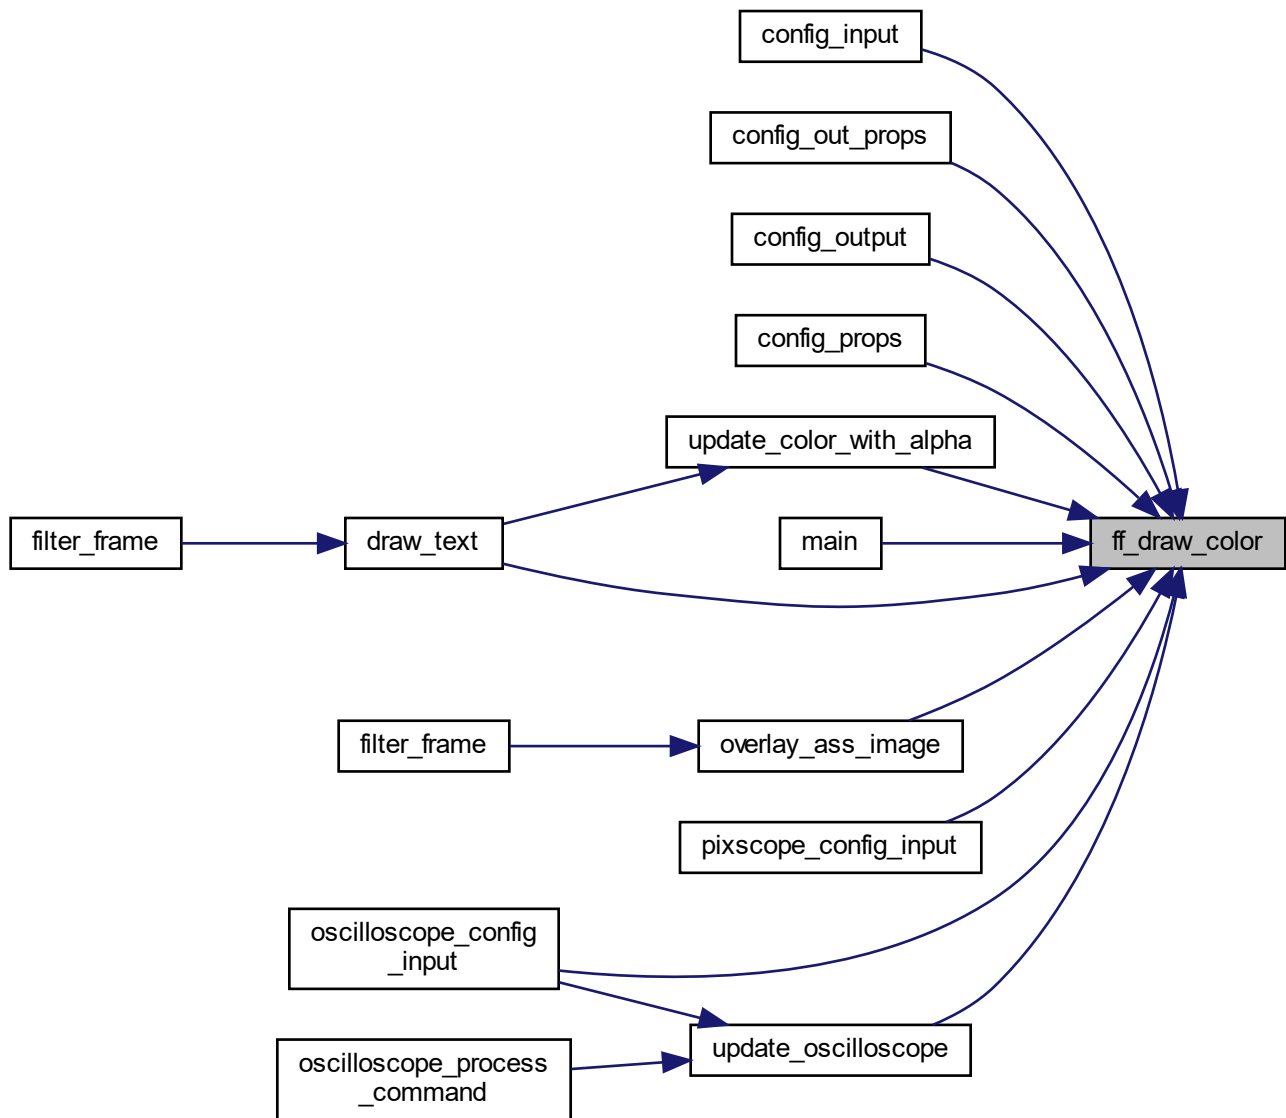 config_input
config_out_props
config_output
config_props
update_color_with_alpha
filter_frame
draw_text
main
ff_draw_color
filter_frame
overlay_ass_image
pixscope_config_input
oscilloscope_config
_input
update_oscilloscope
oscilloscope_process
_command